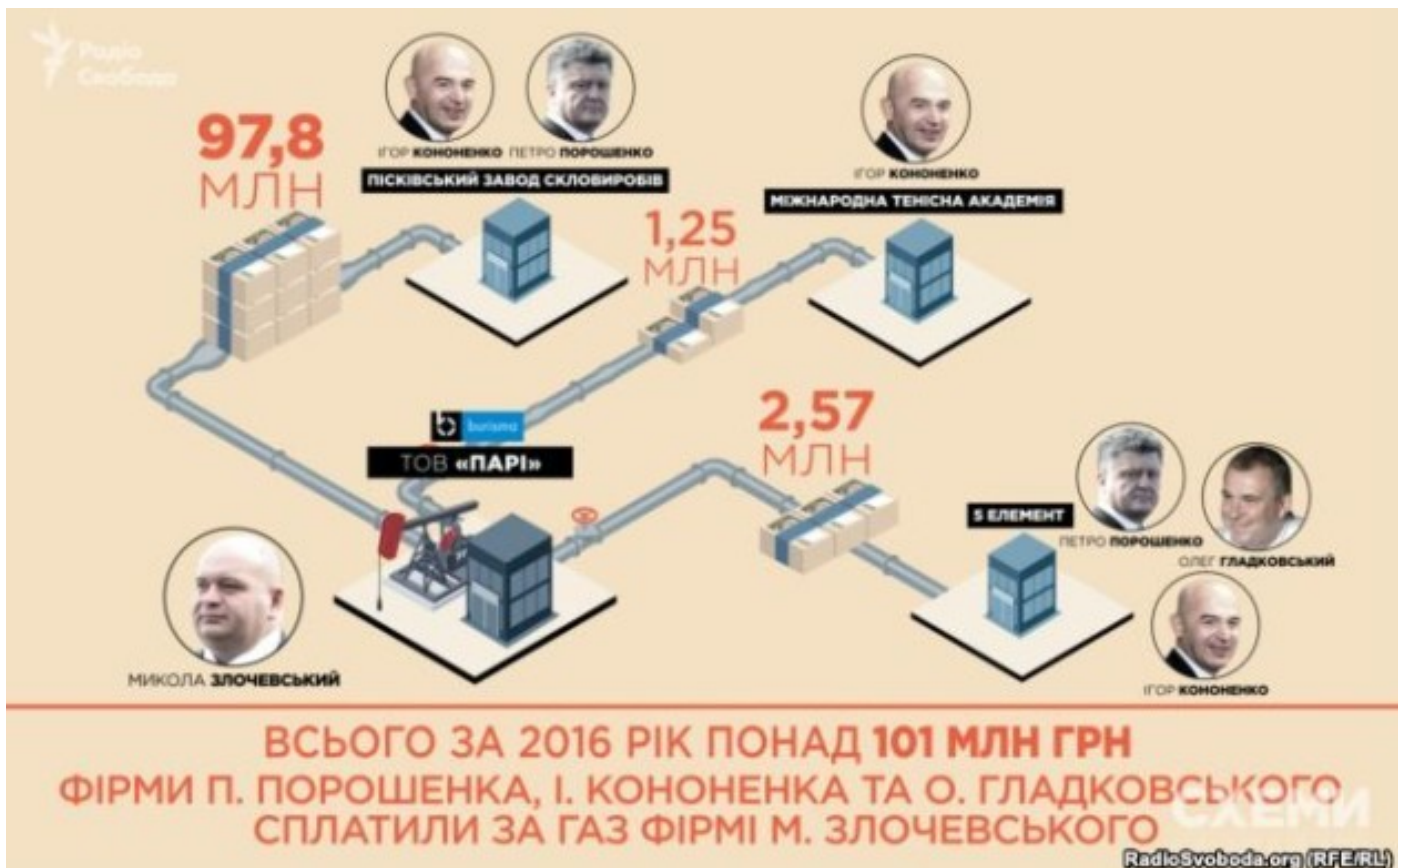 Радіо
Свобода
97,8
МЛН
ІГОР КОНОНЕНКО
ПЕТРО ПОРОШЕНКО
ПІСКІВСЬКИЙ ЗАВОД СКЛОВИРОБІВ
ІГОР КОНОНЕНКО
МІЖНАРОДНА ТЕНІСНА АКАДЕМІЯ
1,25
МЛН
burisma
ТОВ «ПАРІ»
2,57
МЛН
5 ЕЛЕМЕНТ
ПЕТРО ПОРОШЕНКО
ОЛЕГ ГЛАДКОВСЬКИЙ
ІГОР КОНОНЕНКО
МИКОЛА ЗЛОЧЕВСЬКИЙ
ВСЬОГО ЗА 2016 РІК ПОНАД 101 МЛН ГРН
ФІРМИ П. ПОРОШЕНКА, І. КОНОНЕНКА ТА О. ГЛАДКОВСЬКОГО
СПЛАТИЛИ ЗА ГАЗ ФІРМІ М. ЗЛОЧЕВСЬКОГО
СХЕМИ
RadioSvoboda.org (RFE/RL)